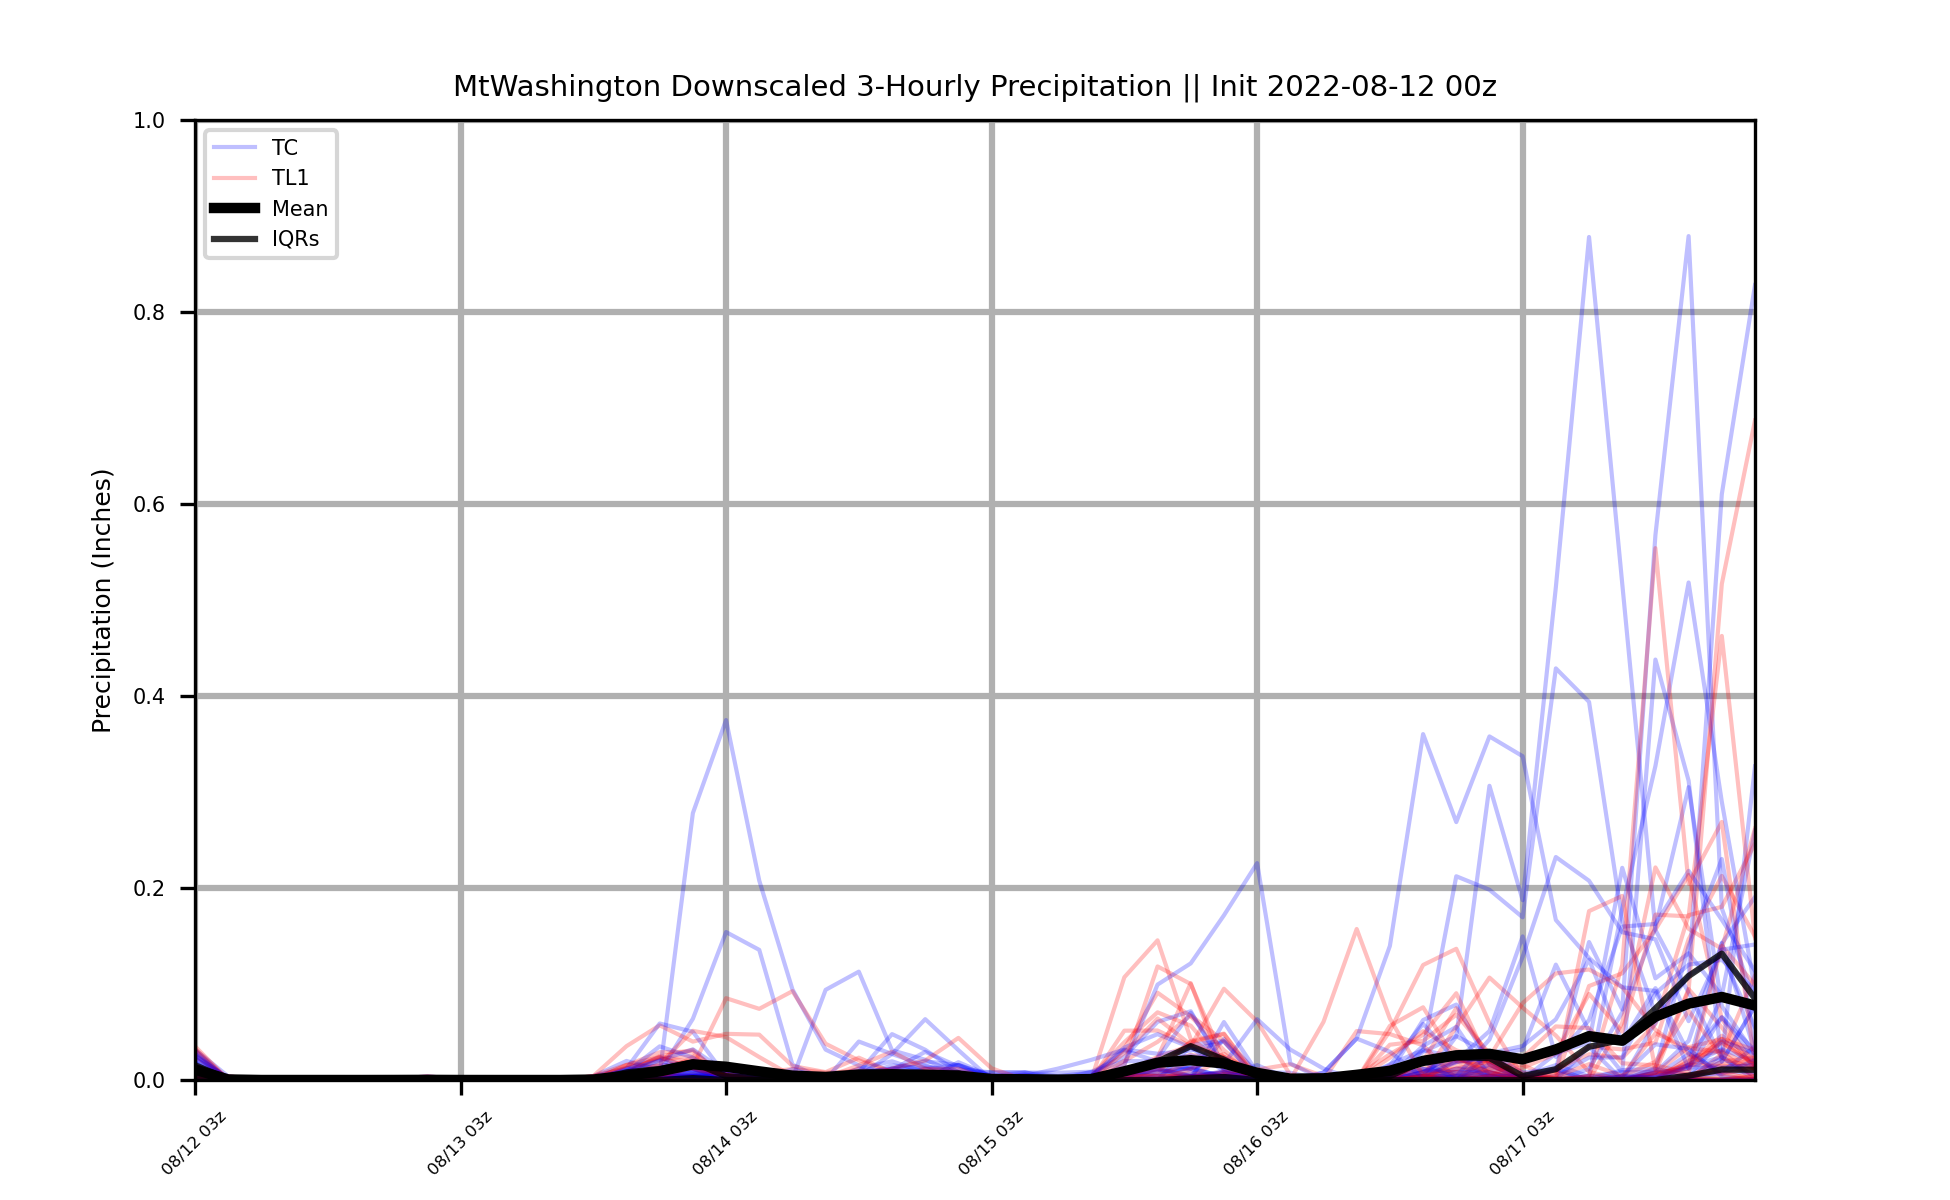 MtWashington Downscaled 3-Hourly Precipitation || Init 2022-08-12 00z
TC
TL1
Mean
IQRs
Precipitation (Inches)
1.0
0.8
0.6
0.4
0.2
0.0
08/12 03z
08/13 03z
08/14 03z
08/15 03z
08/16 03z
08/17 03z